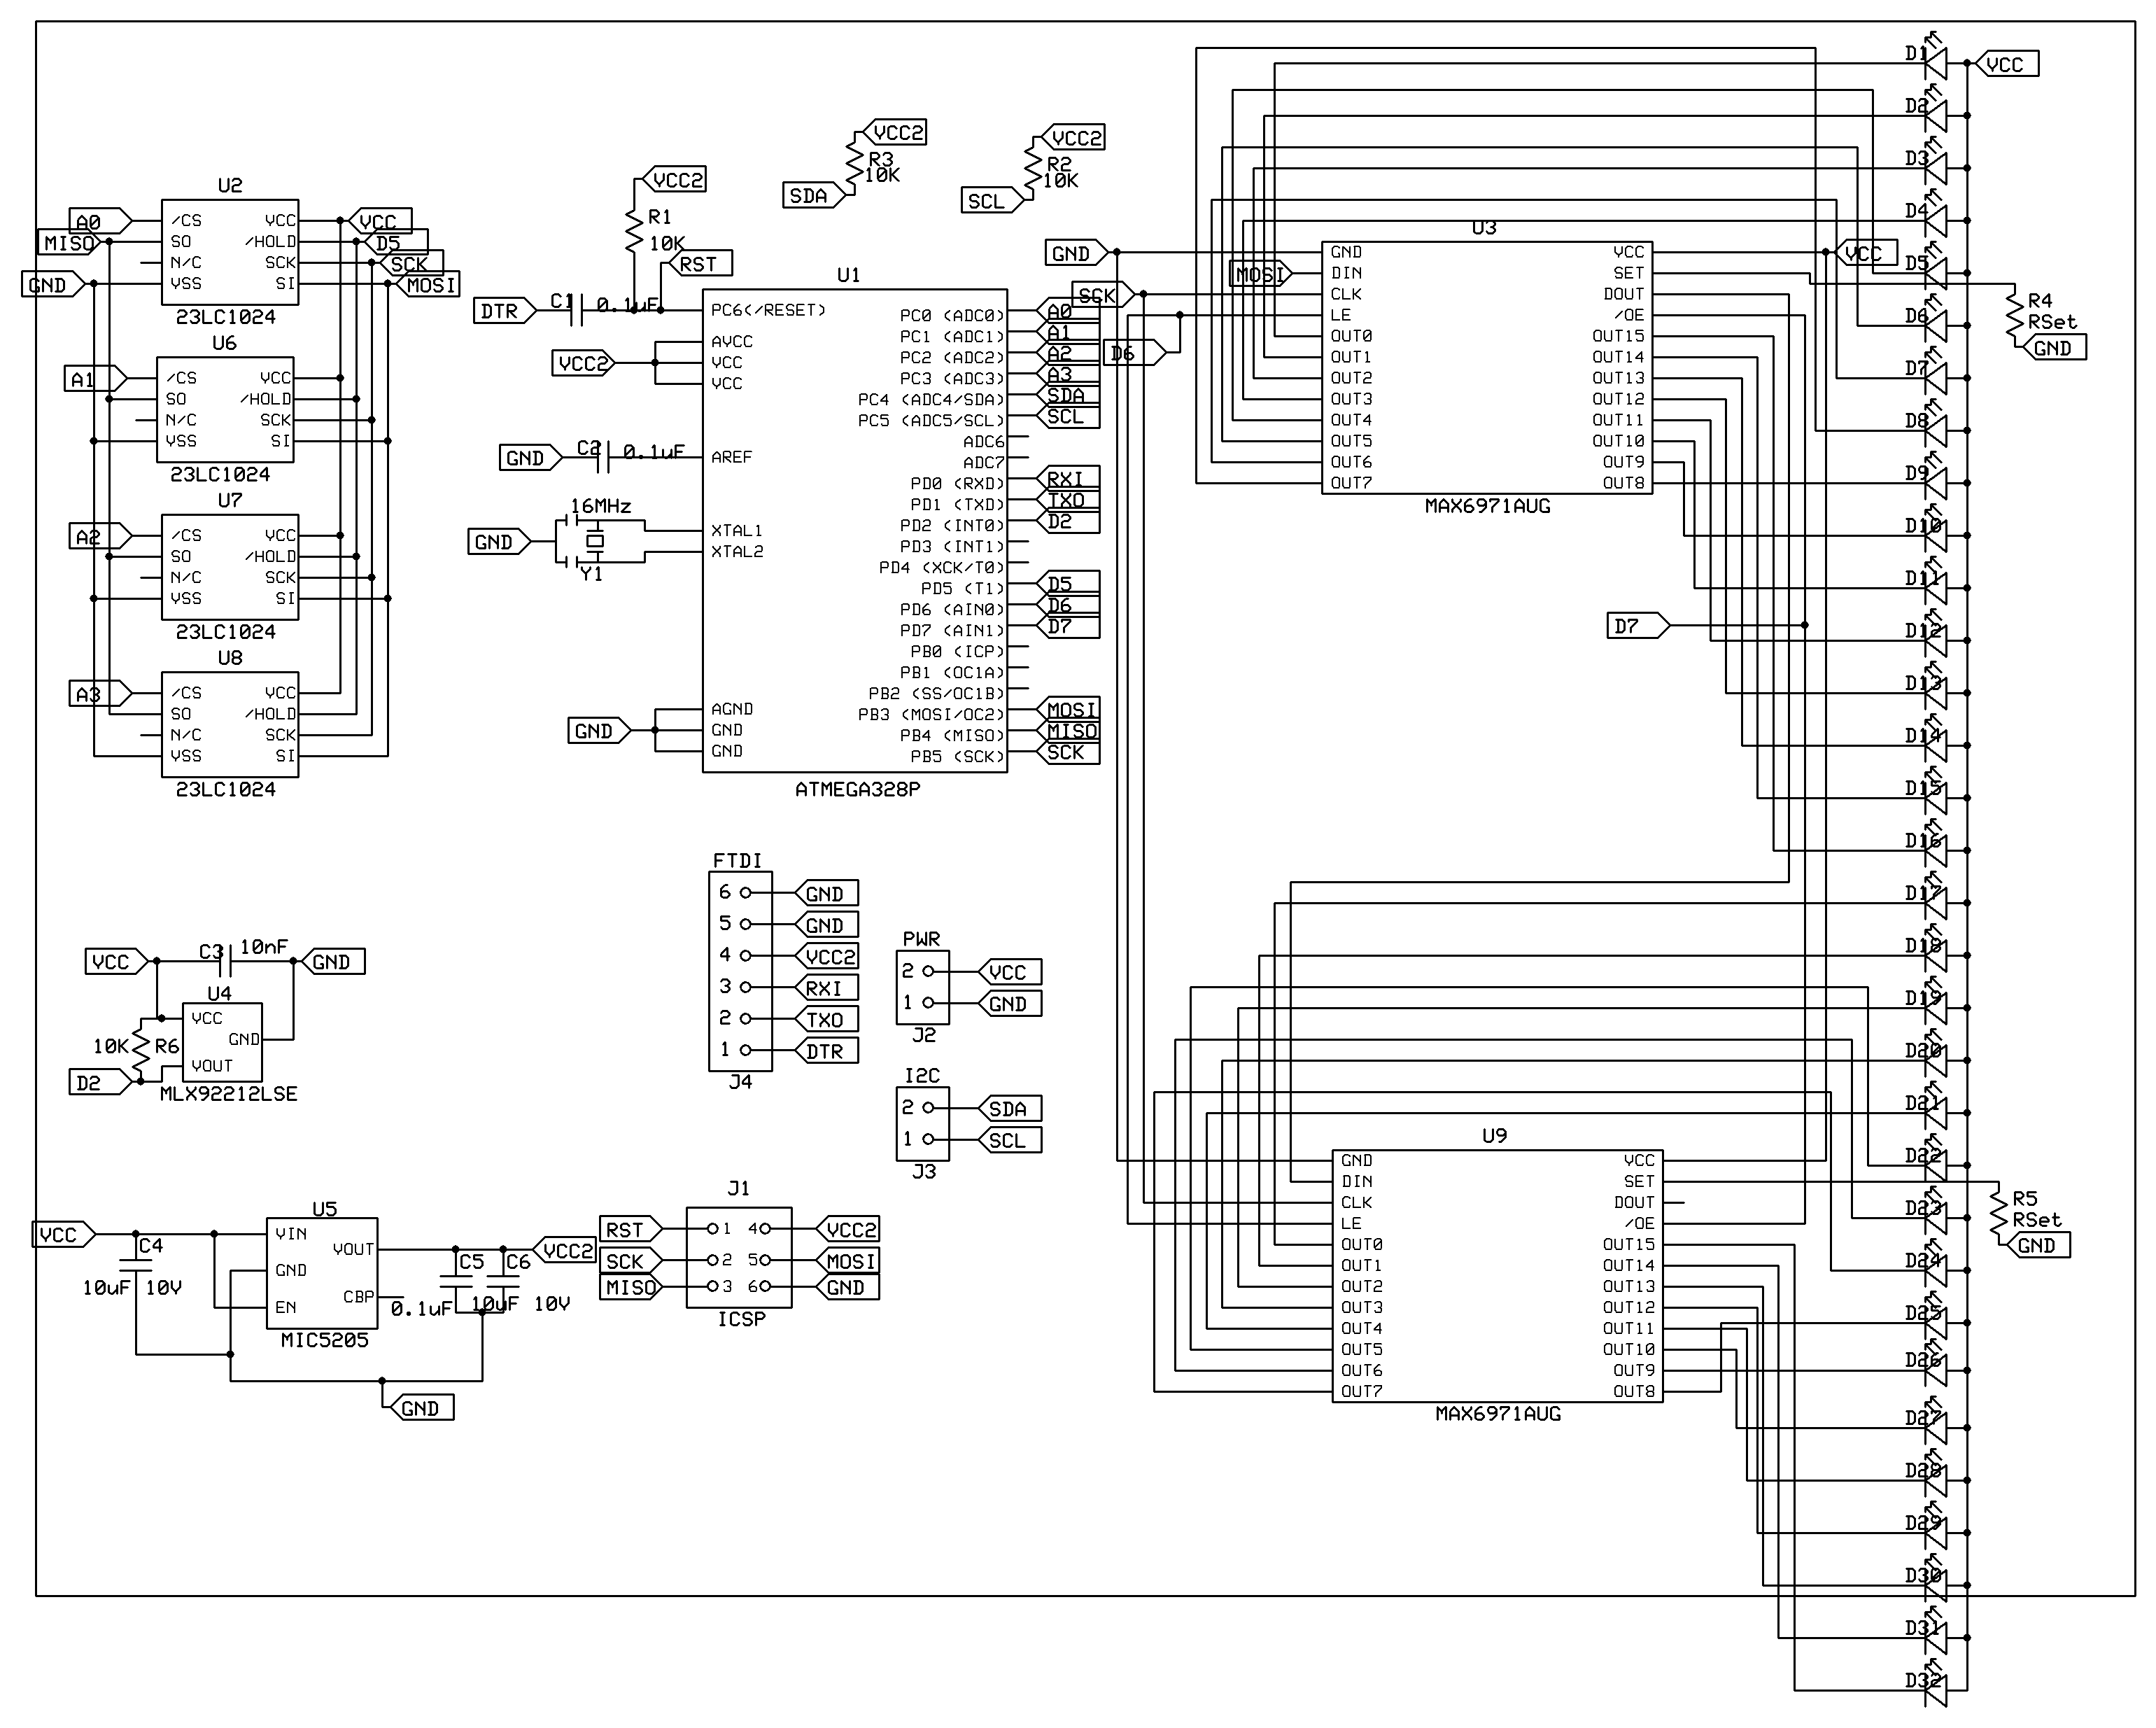 U2
A0 /CS VCC VCC
MISO SO /HOLD D5
N/C SCK SCK
GND VSS SI MOSI
23LC1024
U6
A1 /CS VCC
SO /HOLD
N/C SCK
VSS SI
23LC1024
U7
A2 /CS VCC
SO /HOLD
N/C SCK
VSS SI
23LC1024
U8
A3 /CS VCC
SO /HOLD
N/C SCK
VSS SI
23LC1024
VCC2
R1
10K
RST
DTR C1 0.1uF
VCC2
R3
10K
SDA
VCC2
R2
10K
SCL
U1
PC6(/RESET)
AVCC
VCC2 VCC
VCC
GND C2 0.1uF AREF
16MHz
GND
Y1
XTAL1
XTAL2
AGND
GND GND
GND
PC0 (ADC0) A0
PC1 (ADC1) A1
PC2 (ADC2) A2
PC3 (ADC3) A3
PC4 (ADC4/SDA) SDA
PC5 (ADC5/SCL) SCL
ADC6
ADC7
PD0 (RXD) RXI
PD1 (TXD) TXO
PD2 (INT0) D2
PD3 (INT1)
PD4 (XCK/T0)
PD5 (T1) D5
PD6 (AIN0) D6
PD7 (AIN1) D7
PB0 (ICP)
PB1 (OC1A)
PB2 (SS/OC1B)
PB3 (MOSI/OC2) MOSI
PB4 (MISO) MISO
PB5 (SCK) SCK
ATMEGA328P
U3
GND GND VCC VCC
MOSI DIN SET
SCK CLK DOUT
LE /OE
D6
OUT0 OUT15
OUT1 OUT14
OUT2 OUT13
OUT3 OUT12
OUT4 OUT11
OUT5 OUT10
OUT6 OUT9
OUT7 OUT8
MAX6971AUG
R4
RSet
GND
D7
VCC
D1
D2
D3
D4
D5
D6
D7
D8
D9
D10
D11
D12
D13
D14
D15
D16
D17
D18
D19
D20
D21
D22
D23
D24
D25
D26
D27
D28
D29
D30
D31
D32
FTDI
6 GND
5 GND
4 VCC2
3 RXI
2 TXO
1 DTR
J4
PWR
2 VCC
1 GND
J2
I2C
2 SDA
1 SCL
J3
VCC C3 10nF GND
U4
VCC
GND
10K R6
VOUT
D2
MLX92212LSE
U5
VCC VIN
VOUT VCC2
C4
10uF 10V
GND
CBP
EN
MIC5205
C5 C6
0.1uF 10uF 10V
GND
J1
RST 1 4 VCC2
SCK 2 5 MOSI
MISO 3 6 GND
ICSP
U9
GND VCC
DIN SET
CLK DOUT
LE /OE
OUT0 OUT15
OUT1 OUT14
OUT2 OUT13
OUT3 OUT12
OUT4 OUT11
OUT5 OUT10
OUT6 OUT9
OUT7 OUT8
MAX6971AUG
R5
RSet
GND